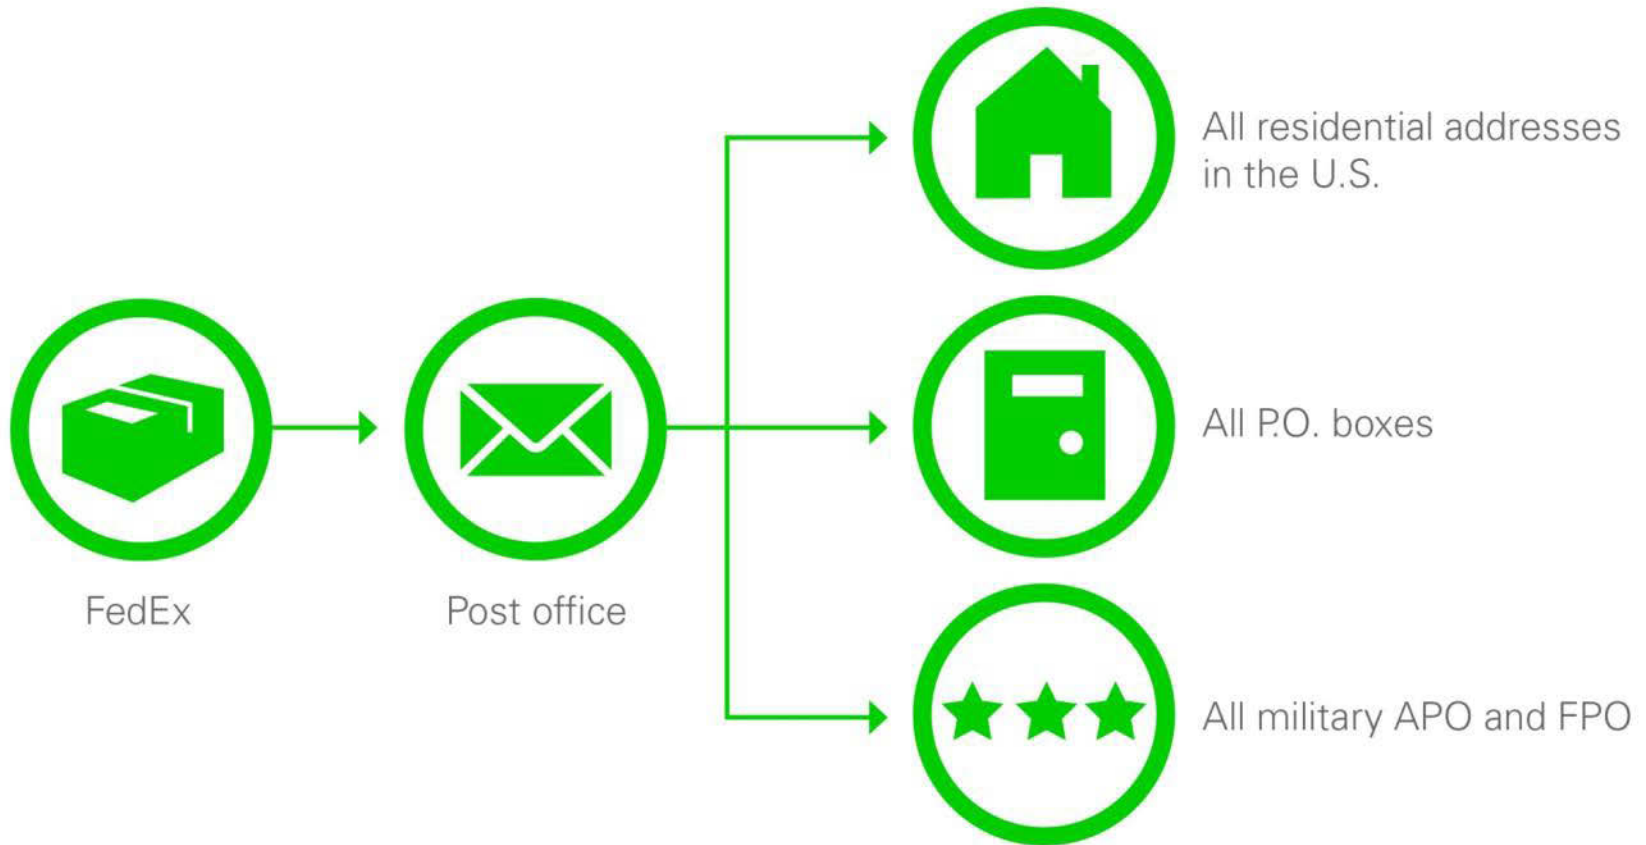 FedEx
Post office
All residential addresses
in the U.S.
All P.O. boxes
All military APO and FPO